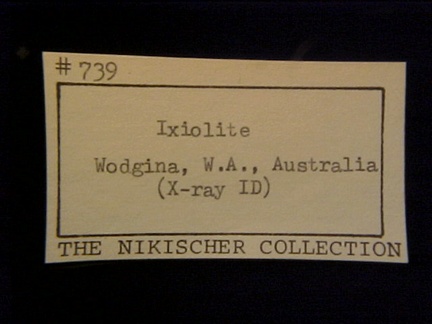 # 739
Ixiolite
Wodgina, W.A., Australia
(X-ray ID)
THE NIKISCHER COLLECTION